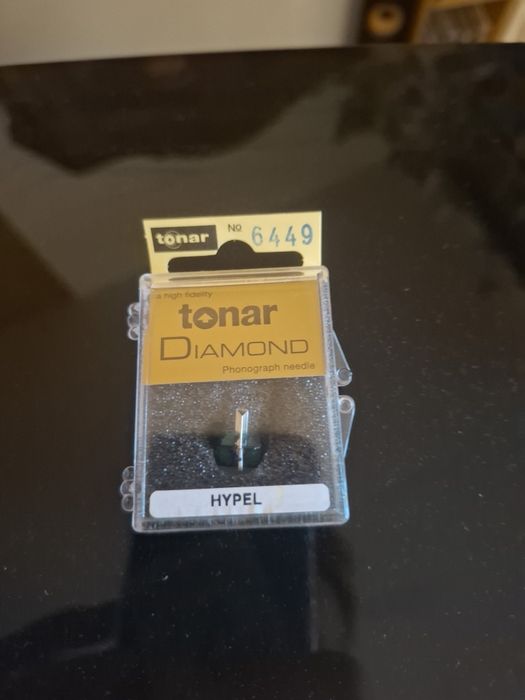 tonar No 6449
a high fidelity
tonar
DIAMOND
Phonograph needle
HYPEL